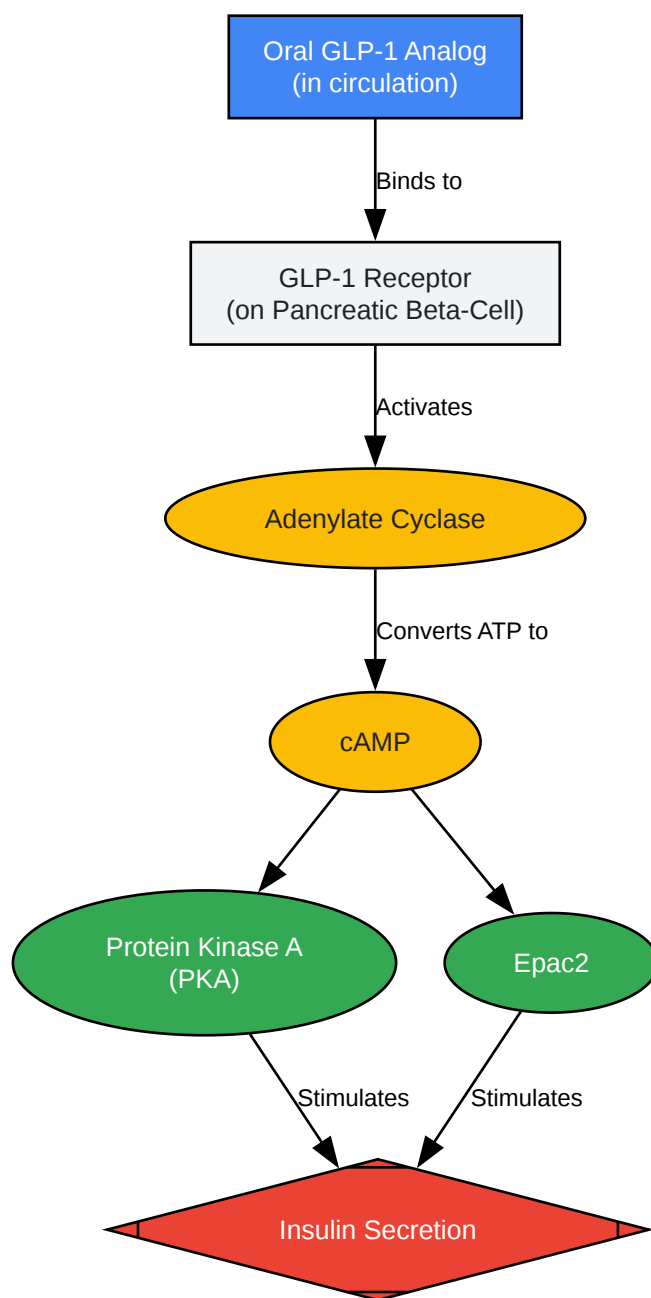 Oral GLP-1 Analog
(in circulation)
Binds to
GLP-1 Receptor
(on Pancreatic Beta-Cell)
Activates
Adenylate Cyclase
Converts ATP to
cAMP
Protein Kinase A
(PKA)
Epac2
Stimulates
Stimulates
Insulin Secretion